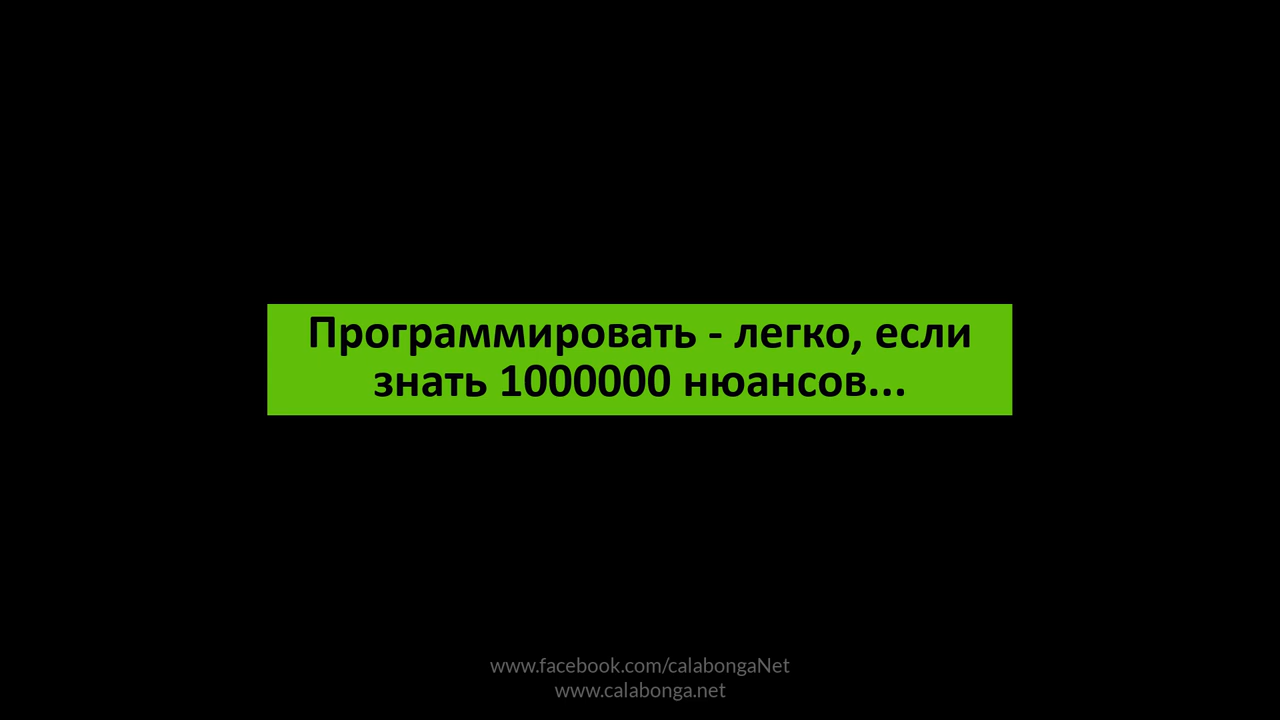 Программировать - легко, если
знать 1000000 нюансов...
www.facebook.com/calabongaNet
www.calabonga.net